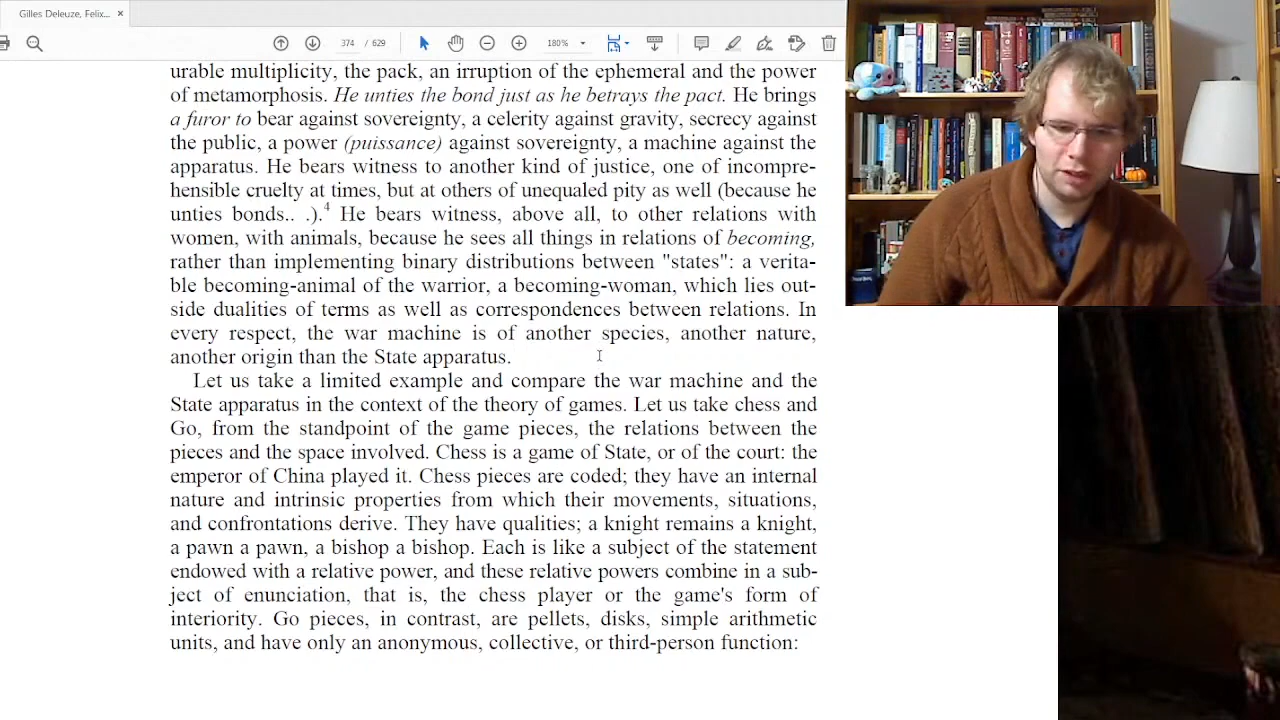 Gilles Deleuze, Felix...
374 / 629
180%
urable multiplicity, the pack, an irruption of the ephemeral and the power
of metamorphosis. He unties the bond just as he betrays the pact. He brings
a furor to bear against sovereignty, a celerity against gravity, secrecy against
the public, a power (puissance) against sovereignty, a machine against the
apparatus. He bears witness to another kind of justice, one of incompre-
hensible cruelty at times, but at others of unequaled pity as well (because he
unties bonds.. .).4 He bears witness, above all, to other relations with
women, with animals, because he sees all things in relations of becoming,
rather than implementing binary distributions between "states": a verita-
ble becoming-animal of the warrior, a becoming-woman, which lies out-
side dualities of terms as well as correspondences between relations. In
every respect, the war machine is of another species, another nature,
another origin than the State apparatus.
Let us take a limited example and compare the war machine and the
State apparatus in the context of the theory of games. Let us take chess and
Go, from the standpoint of the game pieces, the relations between the
pieces and the space involved. Chess is a game of State, or of the court: the
emperor of China played it. Chess pieces are coded; they have an internal
nature and intrinsic properties from which their movements, situations,
and confrontations derive. They have qualities; a knight remains a knight,
a pawn a pawn, a bishop a bishop. Each is like a subject of the statement
endowed with a relative power, and these relative powers combine in a sub-
ject of enunciation, that is, the chess player or the game's form of
interiority. Go pieces, in contrast, are pellets, disks, simple arithmetic
units, and have only an anonymous, collective, or third-person function: